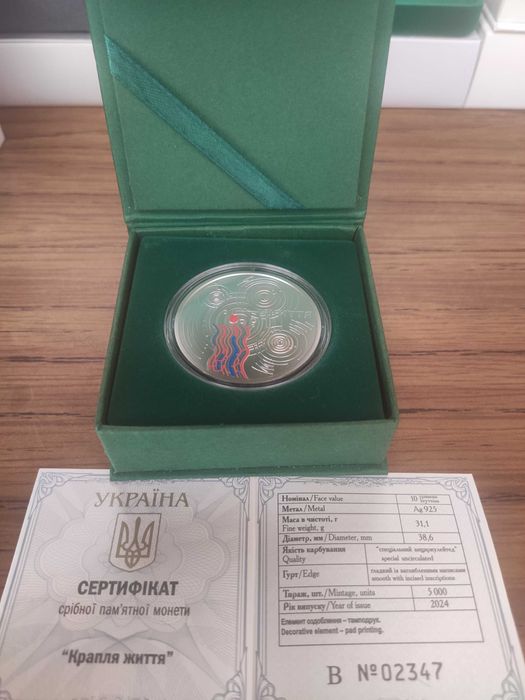 УКРАЇНА
СЕРТИФІКАТ
срібної пам'ятної монети
"Крапля життя"
Номінал/Face value 10 гривень
hryvnias
Метал/Metal Ag 925
Маса в чистоті, г
Fine weight, g 31,1
Діаметр, мм/Diameter, mm 38,6
Якість карбування "спеціальний анциркулейтед"
Quality special uncirculated
Гурт/Edge гладкий із заглибленими написами
smooth with incised inscriptions
Тираж, шт./Mintage, units 5 000
Рік випуску/Year of issue 2024
Елемент оздоблення – тамподрук.
Decorative element – pad printing.
В №02347